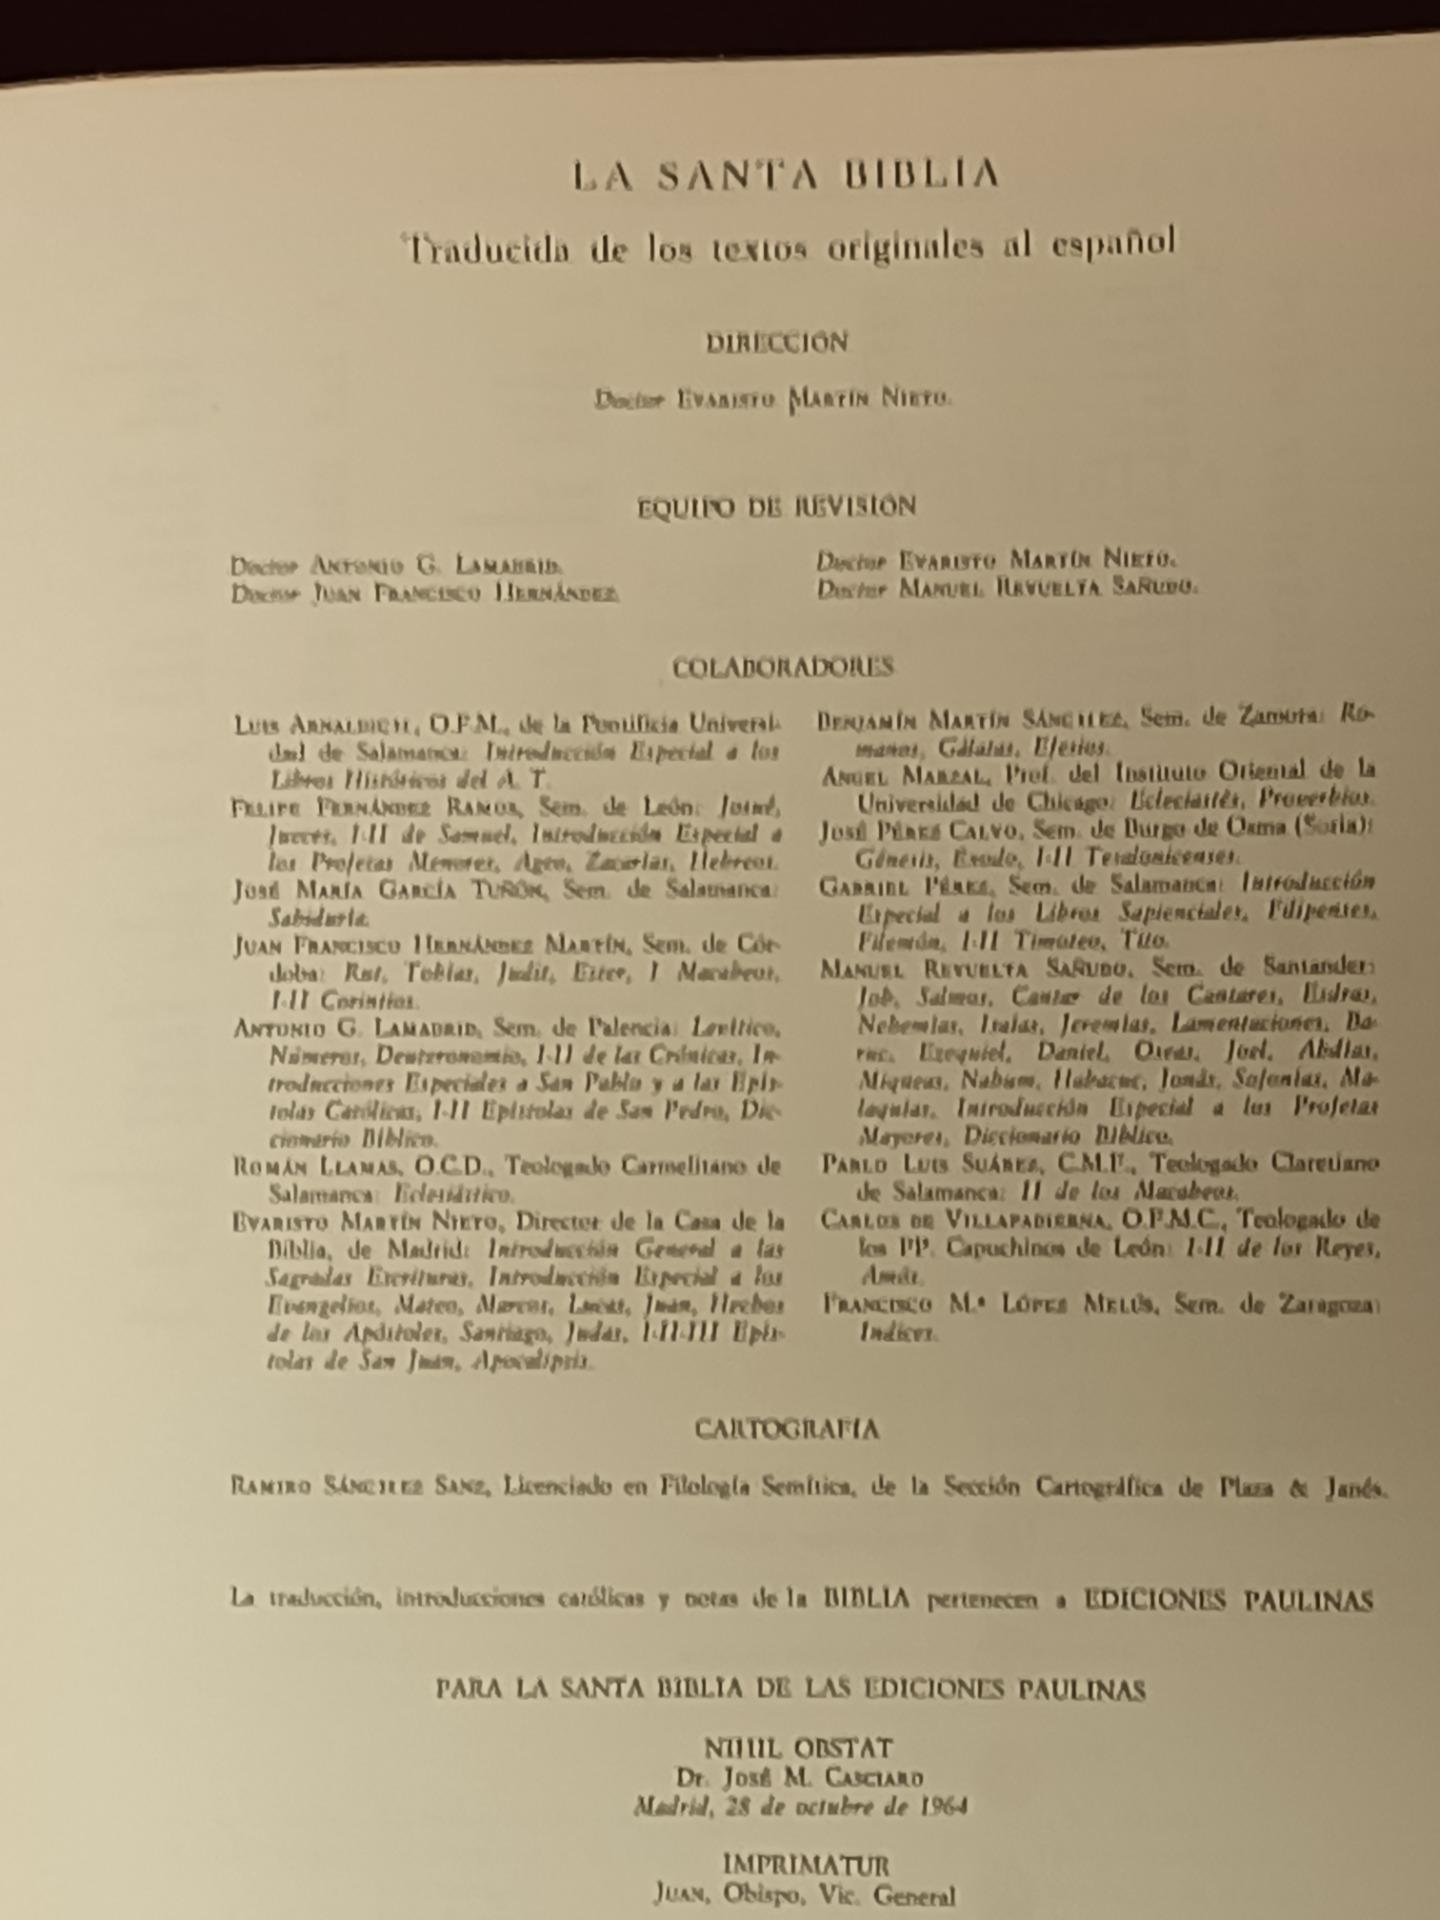 LA SANTA BIBLIA
Traducida de los textos originales al español
DIRECCIÓN
Doctor EVARISTO MARTÍN NIETO.
EQUIPO DE REVISIÓN
Doctor ANTONIO G. LAMADRID.
Doctor JUAN FRANCISCO HERNÁNDEZ.
Doctor EVARISTO MARTÍN NIETO.
Doctor MANUEL REVUELTA SAÑUDO.
COLABORADORES
LUIS ARNALDICH, O.F.M., de la Pontificia Universi-
dad de Salamanca: Introducción Especial a los
Libros Históricos del A. T.
FELIPE FERNÁNDEZ RAMOS, Sem. de León: Josué,
Jueces, I-II de Samuel, Introducción Especial a
los Profetas Menores, Ageo, Zacarías, Hebreos.
JOSÉ MARÍA GARCÍA TUÑÓN, Sem. de Salamanca:
Sabiduría.
JUAN FRANCISCO HERNÁNDEZ MARTÍN, Sem. de Cór-
doba: Rut, Tobías, Judit, Ester, I Macabeos,
I-II Corintios.
ANTONIO G. LAMADRID, Sem. de Palencia: Levítico,
Números, Deuteronomio, I-II de las Crónicas, In-
troducciones Especiales a San Pablo y a las Epís-
tolas Católicas, I-II Epístolas de San Pedro, Dic-
cionario Bíblico.
ROMÁN LLAMAS, O.C.D., Teologado Carmelitano de
Salamanca: Eclesiástico.
EVARISTO MARTÍN NIETO, Director de la Casa de la
Biblia, de Madrid: Introducción General a las
Sagradas Escrituras, Introducción Especial a los
Evangelios, Mateo, Marcos, Lucas, Juan, Hechos
de los Apóstoles, Santiago, Judas, I-II-III Epís-
tolas de San Juan, Apocalipsis.
BENJAMÍN MARTÍN SÁNCHEZ, Sem. de Zamora: Ro-
manos, Gálatas, Efesios.
ANGEL MARZAL, Prof. del Instituto Oriental de la
Universidad de Chicago: Eclesiastés, Proverbios.
JOSÉ PÉREZ CALVO, Sem. de Burgo de Osma (Soria):
Génesis, Exodo, I-II Tesalonicenses.
GABRIEL PÉREZ, Sem. de Salamanca: Introducción
Especial a los Libros Sapienciales, Filipenses,
Filemón, I-II Timoteo, Tito.
MANUEL REVUELTA SAÑUDO, Sem. de Santander:
Job, Salmos, Cantar de los Cantares, Esdras,
Nehemías, Isaías, Jeremías, Lamentaciones, Ba-
ruc, Ezequiel, Daniel, Oseas, Joel, Abdías,
Miqueas, Nahum, Habacuc, Jonás, Sofonías, Ma-
laquías, Introducción Especial a los Profetas
Mayores, Diccionario Bíblico.
PABLO LUIS SUÁREZ, C.M.F., Teologado Claretiano
de Salamanca: II de los Macabeos.
CARLOS DE VILLAPADIERNA, O.F.M.C., Teologado de
los PP. Capuchinos de León: I-II de los Reyes,
Amós.
FRANCISCO M.ª LÓPEZ MELÚS, Sem. de Zaragoza:
Indices.
CARTOGRAFÍA
RAMIRO SÁNCHEZ SANZ, Licenciado en Filología Semítica, de la Sección Cartográfica de Plaza & Janés.
La traducción, introducciones católicas y notas de la BIBLIA pertenecen a EDICIONES PAULINAS
PARA LA SANTA BIBLIA DE LAS EDICIONES PAULINAS
NIHIL OBSTAT
Dr. JOSÉ M. CASCIARO
Madrid, 28 de octubre de 1964
IMPRIMATUR
JUAN, Obispo, Vic. General